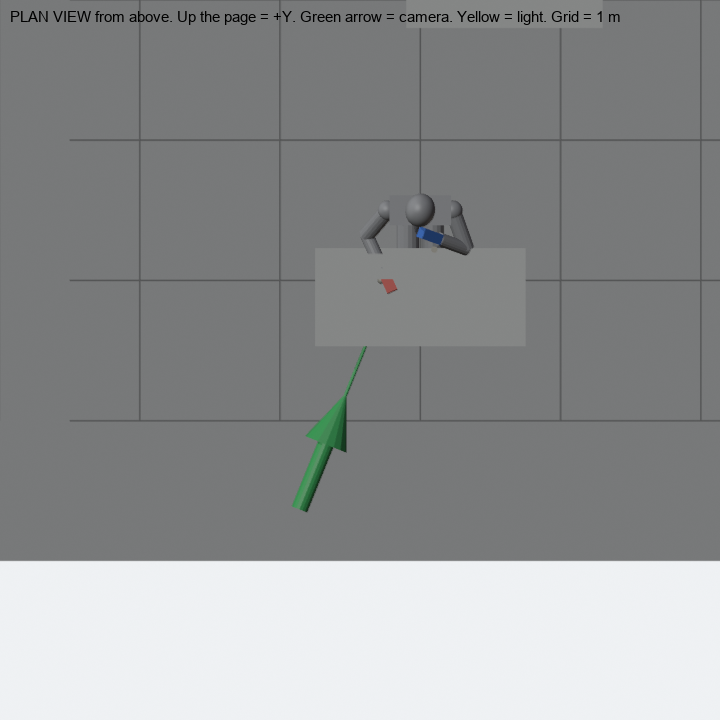 PLAN VIEW from above. Up the page = +Y. Green arrow = camera. Yellow = light. Grid = 1 m